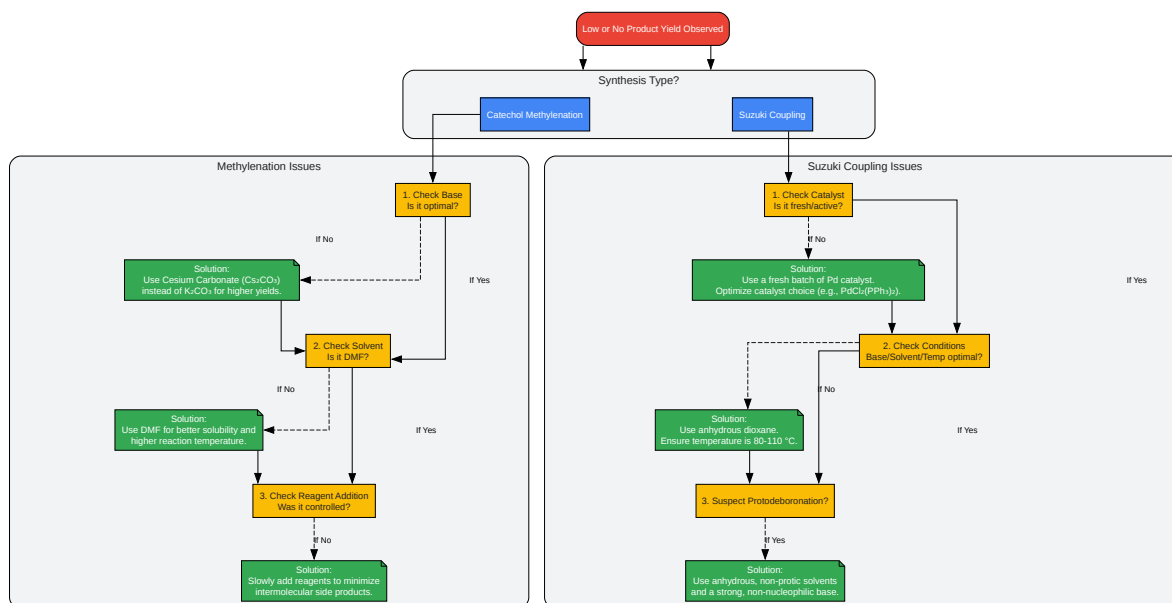 Low or No Product Yield Observed
Synthesis Type?
Catechol Methylenation
Suzuki Coupling
Methylenation Issues
1. Check Base
Is it optimal?
If No
If Yes
Solution:
Use Cesium Carbonate (Cs₂CO₃)
instead of K₂CO₃ for higher yields.
2. Check Solvent
Is it DMF?
If No
If Yes
Solution:
Use DMF for better solubility and
higher reaction temperature.
3. Check Reagent Addition
Was it controlled?
If No
Solution:
Slowly add reagents to minimize
intermolecular side products.
Suzuki Coupling Issues
1. Check Catalyst
Is it fresh/active?
If No
If Yes
Solution:
Use a fresh batch of Pd catalyst.
Optimize catalyst choice (e.g., PdCl₂(PPh₃)₂).
2. Check Conditions
Base/Solvent/Temp optimal?
If No
If Yes
Solution:
Use anhydrous dioxane.
Ensure temperature is 80-110 °C.
3. Suspect Protodeboronation?
If Yes
Solution:
Use anhydrous, non-protic solvents
and a strong, non-nucleophilic base.